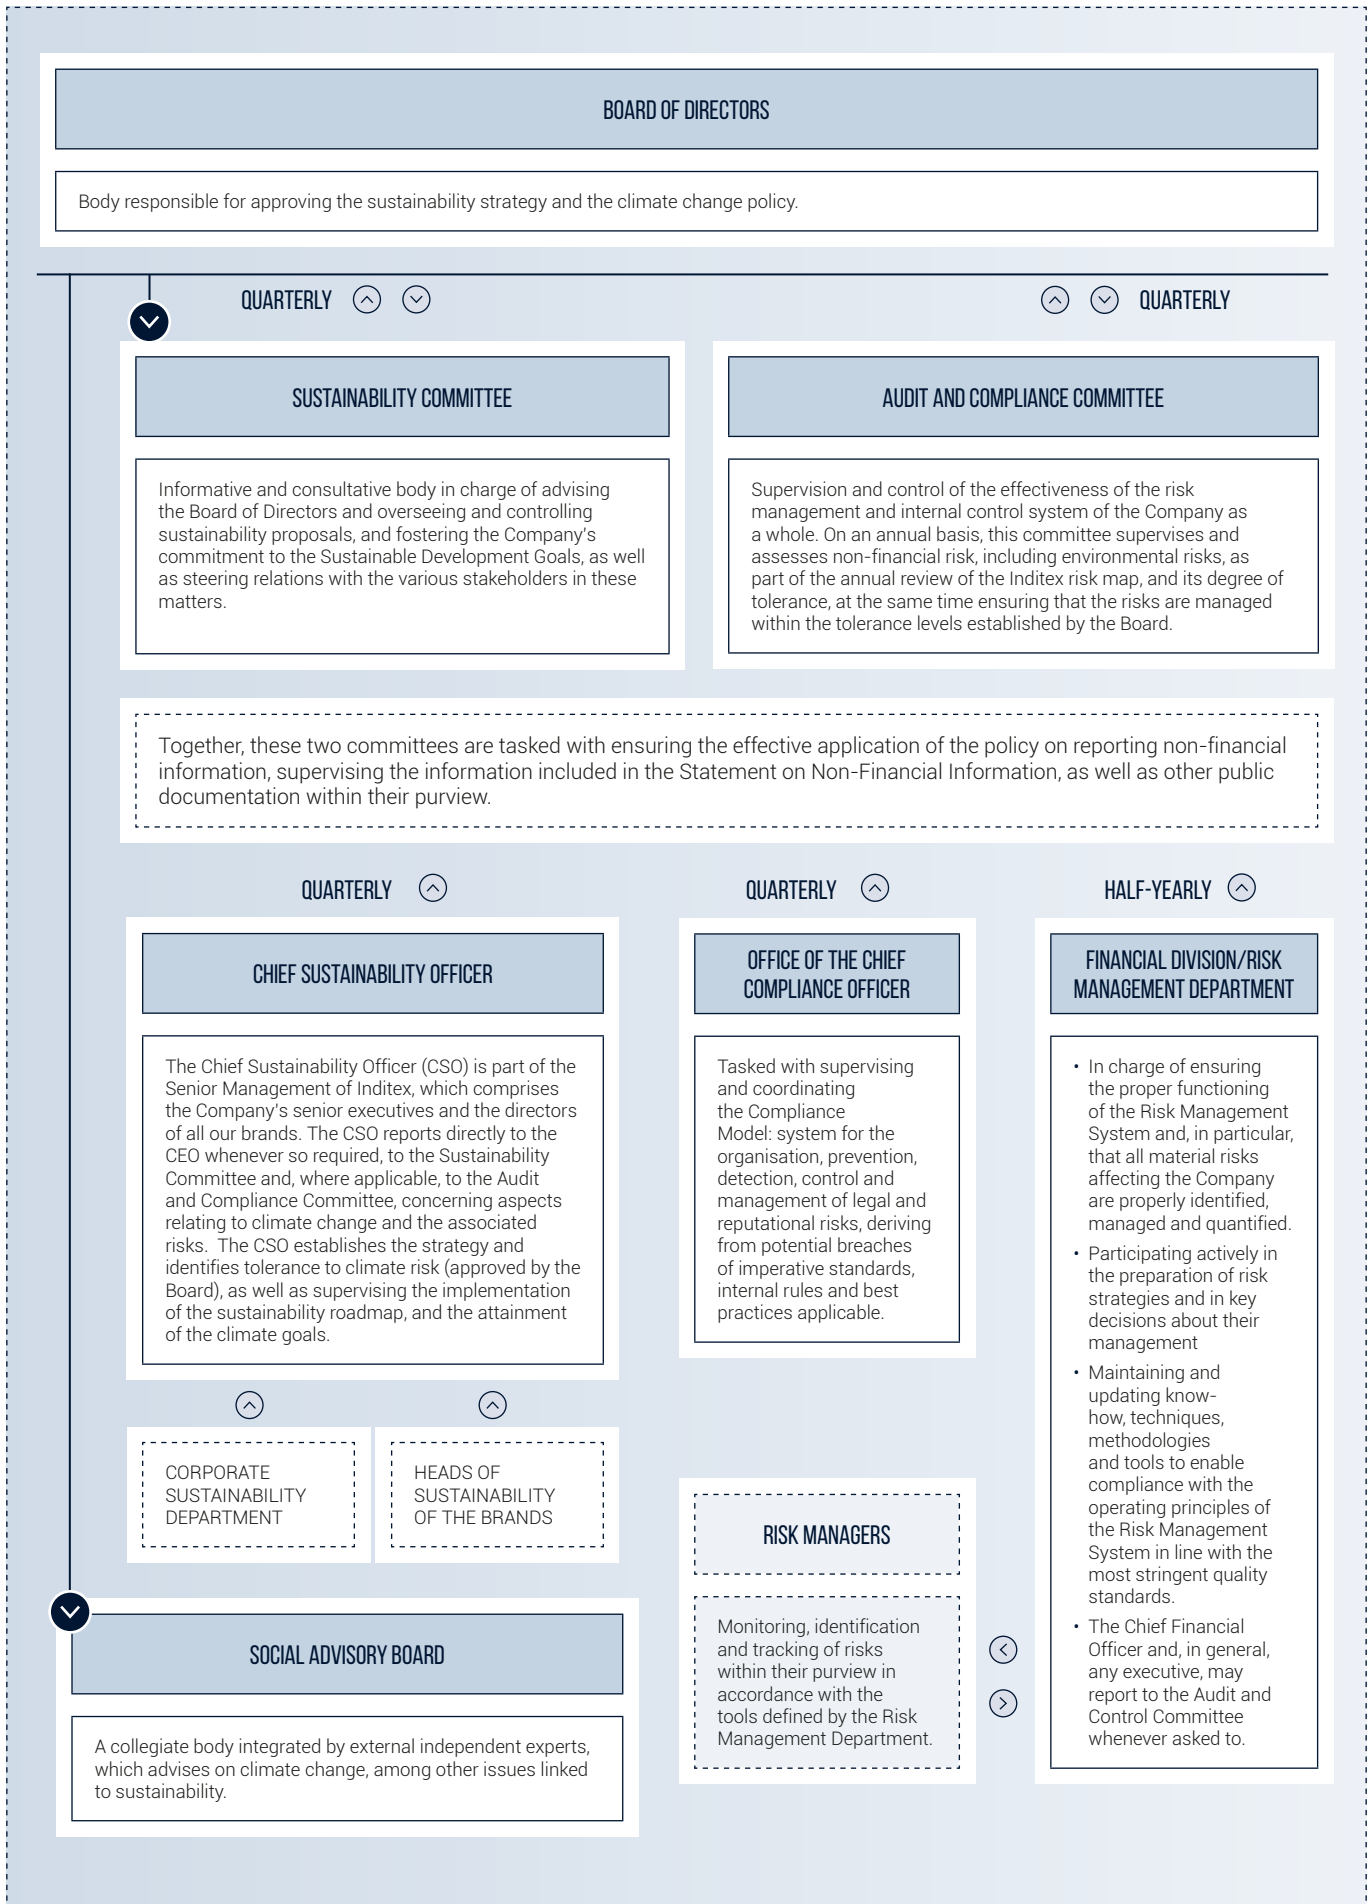 BOARD OF DIRECTORS
Body responsible for approving the sustainability strategy and the climate change policy.
QUARTERLY
QUARTERLY
SUSTAINABILITY COMMITTEE
Informative and consultative body in charge of advising
the Board of Directors and overseeing and controlling
sustainability proposals, and fostering the Company's
commitment to the Sustainable Development Goals, as well
as steering relations with the various stakeholders in these
matters.
AUDIT AND COMPLIANCE COMMITTEE
Supervision and control of the effectiveness of the risk
management and internal control system of the Company as
a whole. On an annual basis, this committee supervises and
assesses non-financial risk, including environmental risks, as
part of the annual review of the Inditex risk map, and its degree of
tolerance, at the same time ensuring that the risks are managed
within the tolerance levels established by the Board.
Together, these two committees are tasked with ensuring the effective application of the policy on reporting non-financial
information, supervising the information included in the Statement on Non-Financial Information, as well as other public
documentation within their purview.
QUARTERLY
CHIEF SUSTAINABILITY OFFICER
The Chief Sustainability Officer (CSO) is part of the
Senior Management of Inditex, which comprises
the Company's senior executives and the directors
of all our brands. The CSO reports directly to the
CEO whenever so required, to the Sustainability
Committee and, where applicable, to the Audit
and Compliance Committee, concerning aspects
relating to climate change and the associated
risks. The CSO establishes the strategy and
identifies tolerance to climate risk (approved by the
Board), as well as supervising the implementation
of the sustainability roadmap, and the attainment
of the climate goals.
CORPORATE
SUSTAINABILITY
DEPARTMENT
HEADS OF
SUSTAINABILITY
OF THE BRANDS
SOCIAL ADVISORY BOARD
A collegiate body integrated by external independent experts,
which advises on climate change, among other issues linked
to sustainability.
QUARTERLY
OFFICE OF THE CHIEF
COMPLIANCE OFFICER
Tasked with supervising
and coordinating
the Compliance
Model: system for the
organisation, prevention,
detection, control and
management of legal and
reputational risks, deriving
from potential breaches
of imperative standards,
internal rules and best
practices applicable.
RISK MANAGERS
Monitoring, identification
and tracking of risks
within their purview in
accordance with the
tools defined by the Risk
Management Department.
HALF-YEARLY
FINANCIAL DIVISION/RISK
MANAGEMENT DEPARTMENT
• In charge of ensuring
the proper functioning
of the Risk Management
System and, in particular,
that all material risks
affecting the Company
are properly identified,
managed and quantified.
• Participating actively in
the preparation of risk
strategies and in key
decisions about their
management
• Maintaining and
updating know-
how, techniques,
methodologies
and tools to enable
compliance with the
operating principles of
the Risk Management
System in line with the
most stringent quality
standards.
• The Chief Financial
Officer and, in general,
any executive, may
report to the Audit and
Control Committee
whenever asked to.